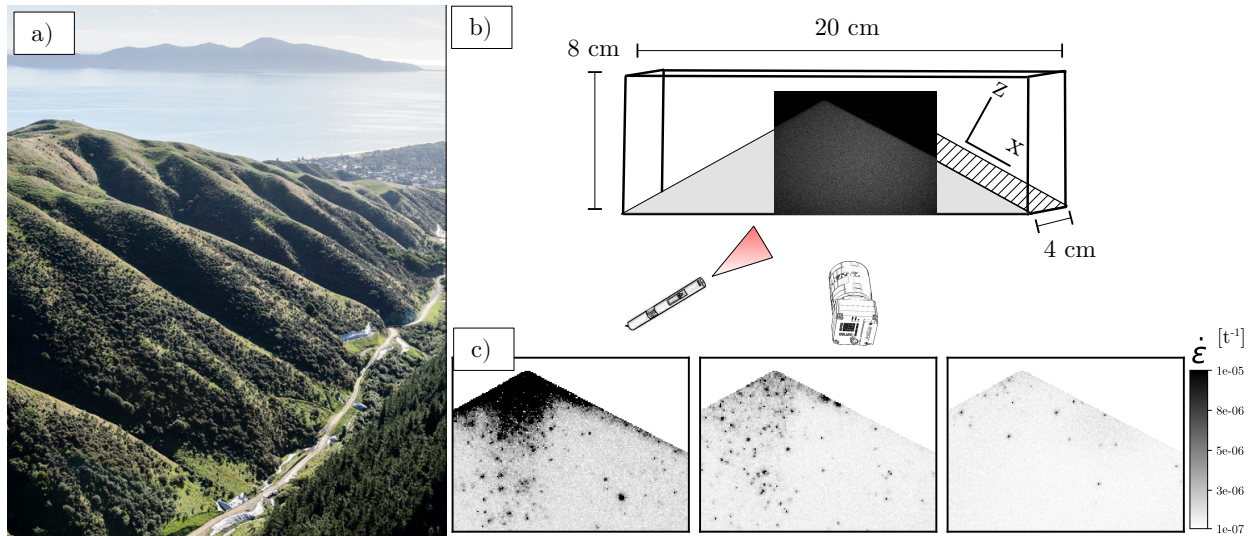 a)
b)
20 cm
8 cm
Z
X
4 cm
c)
ε̇ [t⁻¹]
1e-05
8e-06
5e-06
3e-06
1e-07